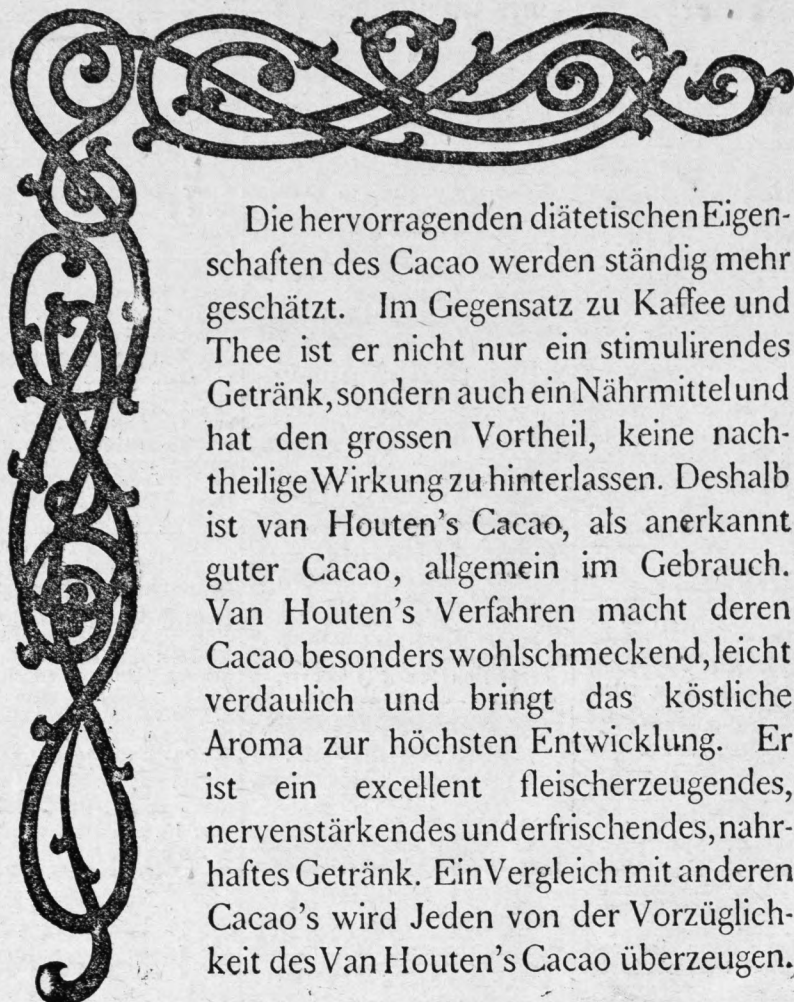 Die hervorragenden diätetischen Eigen-
schaften des Cacao werden ständig mehr
geschätzt. Im Gegensatz zu Kaffee und
Thee ist er nicht nur ein stimulirendes
Getränk, sondern auch ein Nährmittel und
hat den grossen Vortheil, keine nach-
theilige Wirkung zu hinterlassen. Deshalb
ist van Houten's Cacao, als anerkannt
guter Cacao, allgemein im Gebrauch.
Van Houten's Verfahren macht deren
Cacao besonders wohlschmeckend, leicht
verdaulich und bringt das köstliche
Aroma zur höchsten Entwicklung. Er
ist ein excellent fleischerzeugendes,
nervenstärkendes und erfrischendes, nahr-
haftes Getränk. Ein Vergleich mit anderen
Cacao's wird Jeden von der Vorzüglich-
keit des Van Houten's Cacao überzeugen.